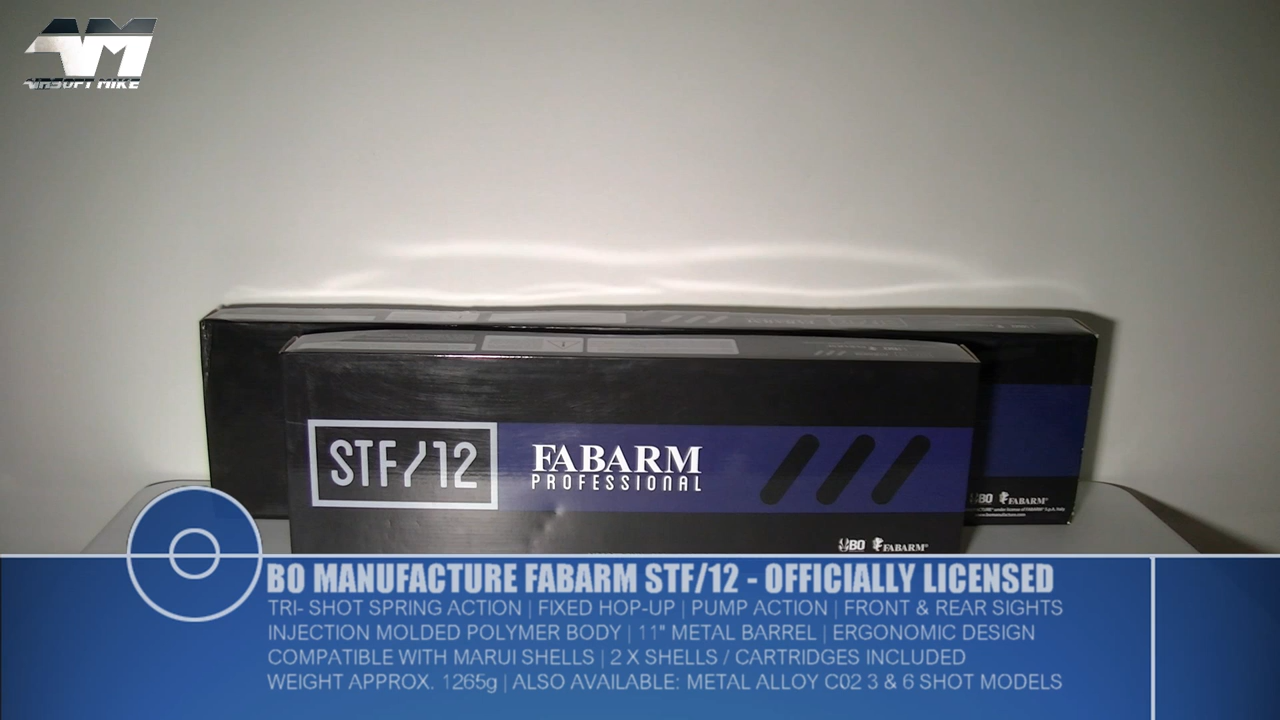 AIRSOFT MIKE
STF/12
FABARM
PROFESSIONAL
BO FABARM
BO FABARM
BO MANUFACTURE FABARM STF/12 - OFFICIALLY LICENSED
TRI- SHOT SPRING ACTION | FIXED HOP-UP | PUMP ACTION | FRONT & REAR SIGHTS
INJECTION MOLDED POLYMER BODY | 11" METAL BARREL | ERGONOMIC DESIGN
COMPATIBLE WITH MARUI SHELLS | 2 X SHELLS / CARTRIDGES INCLUDED
WEIGHT APPROX. 1265g | ALSO AVAILABLE: METAL ALLOY C02 3 & 6 SHOT MODELS